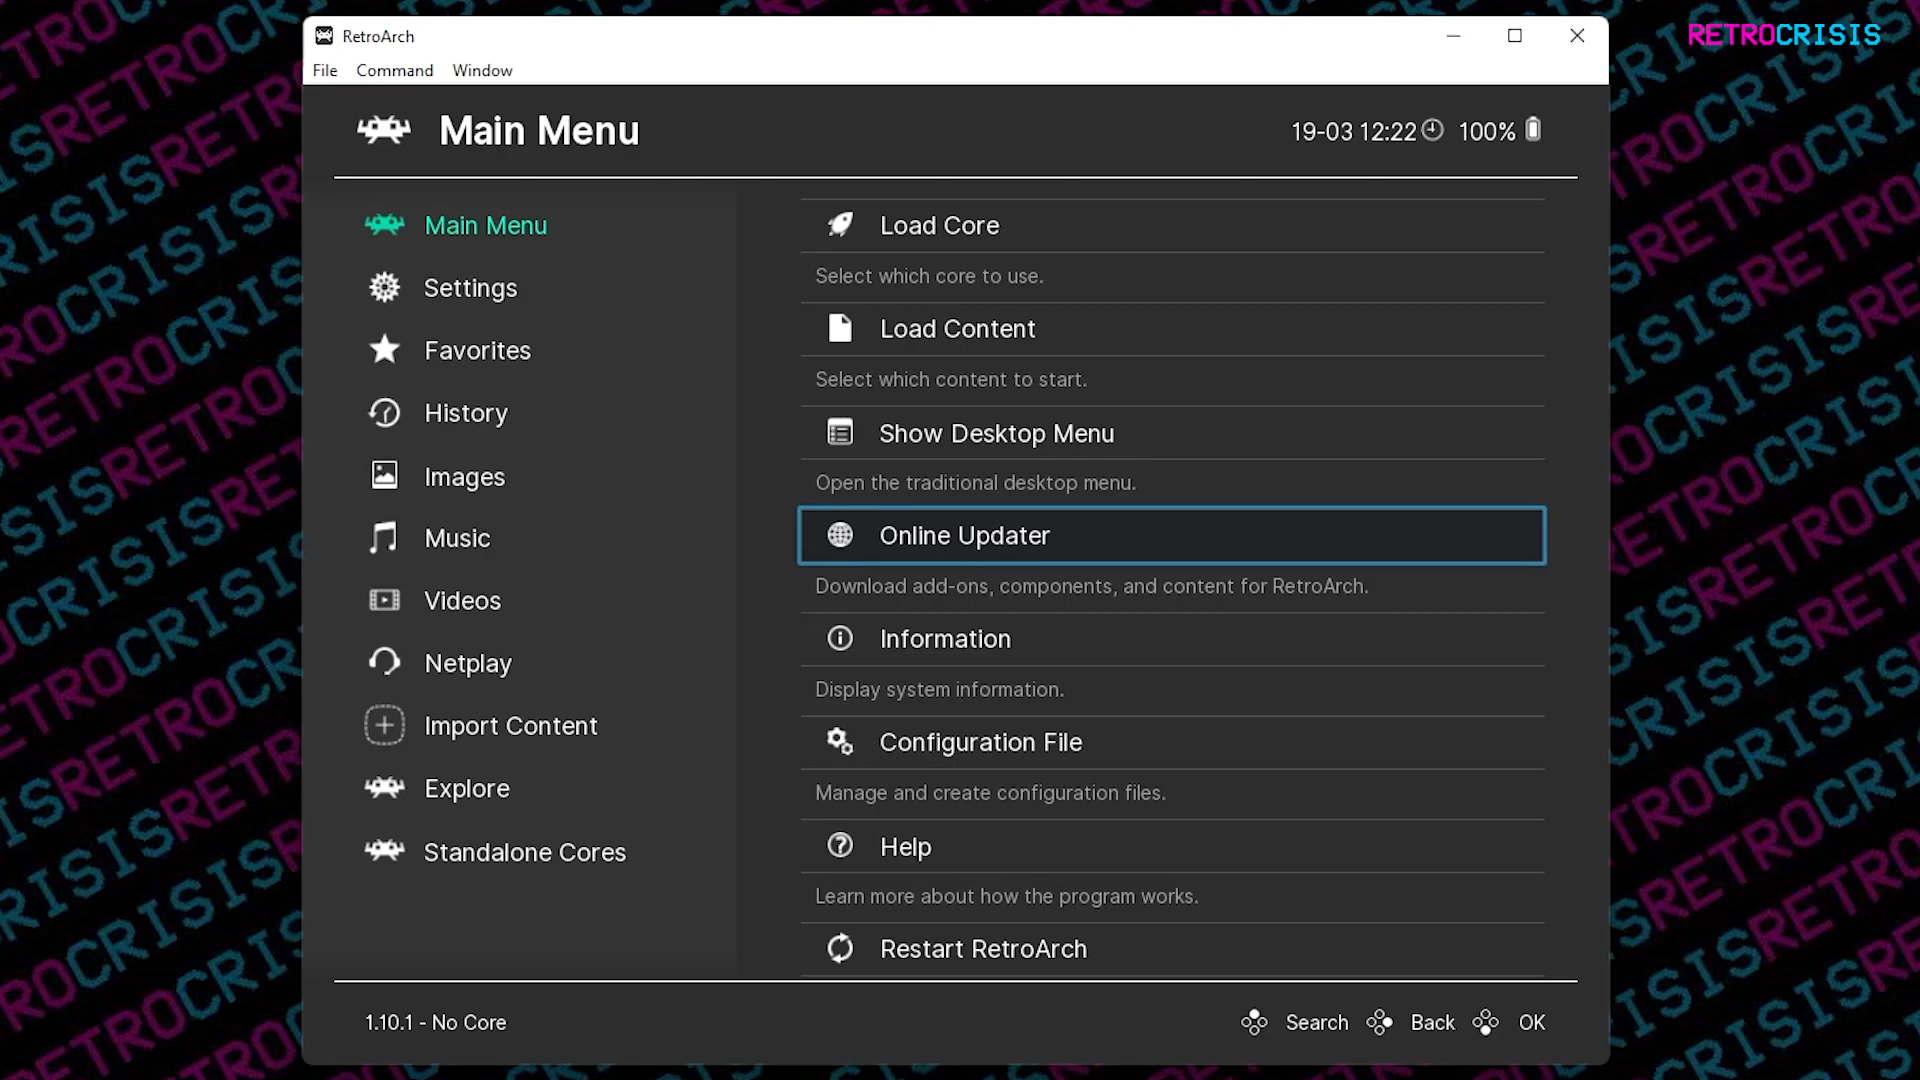 RETROCRISIS
RetroArch
File Command Window
Main Menu
19-03 12:22 100%
Main Menu
Settings
Favorites
History
Images
Music
Videos
Netplay
Import Content
Explore
Standalone Cores
Load Core
Select which core to use.
Load Content
Select which content to start.
Show Desktop Menu
Open the traditional desktop menu.
Online Updater
Download add-ons, components, and content for RetroArch.
Information
Display system information.
Configuration File
Manage and create configuration files.
Help
Learn more about how the program works.
Restart RetroArch
1.10.1 - No Core
Search Back OK